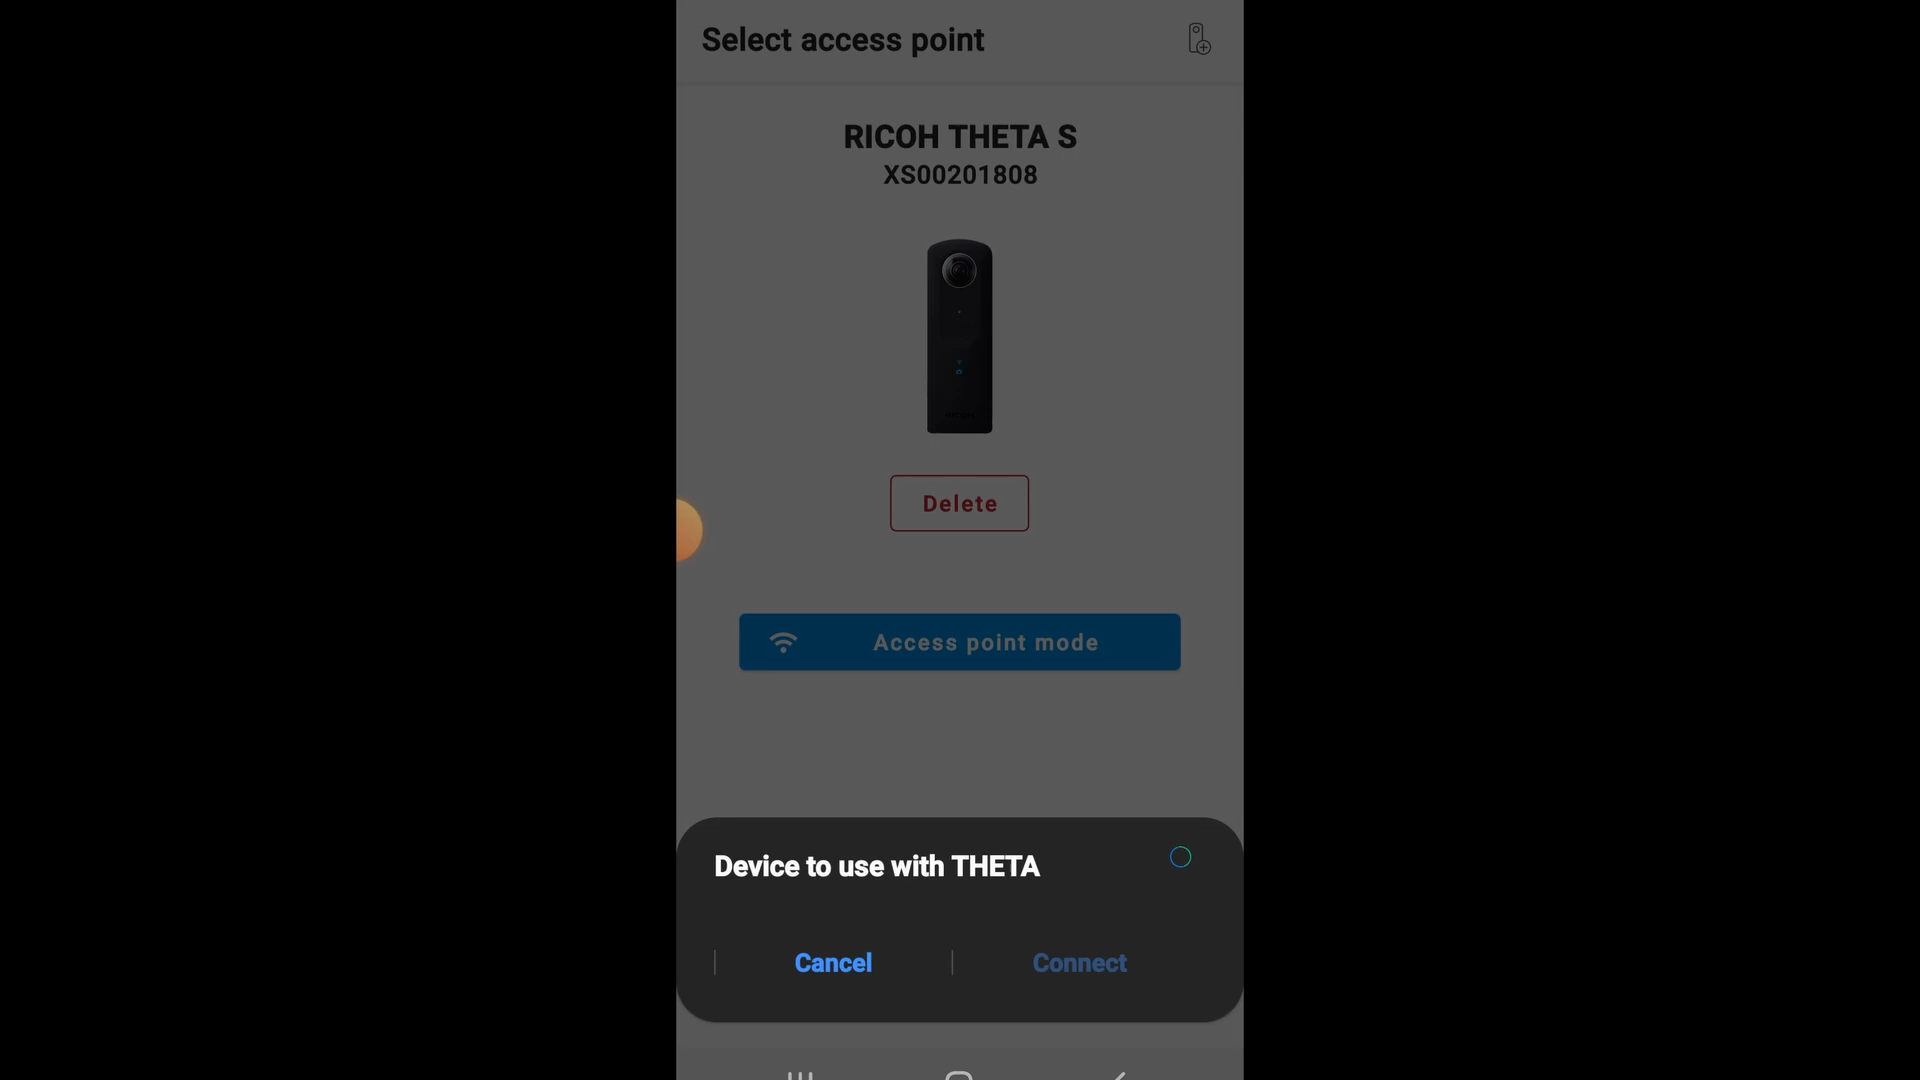 Select access point
RICOH THETA S
XS00201808
Delete
Access point mode
Device to use with THETA
Cancel
Connect